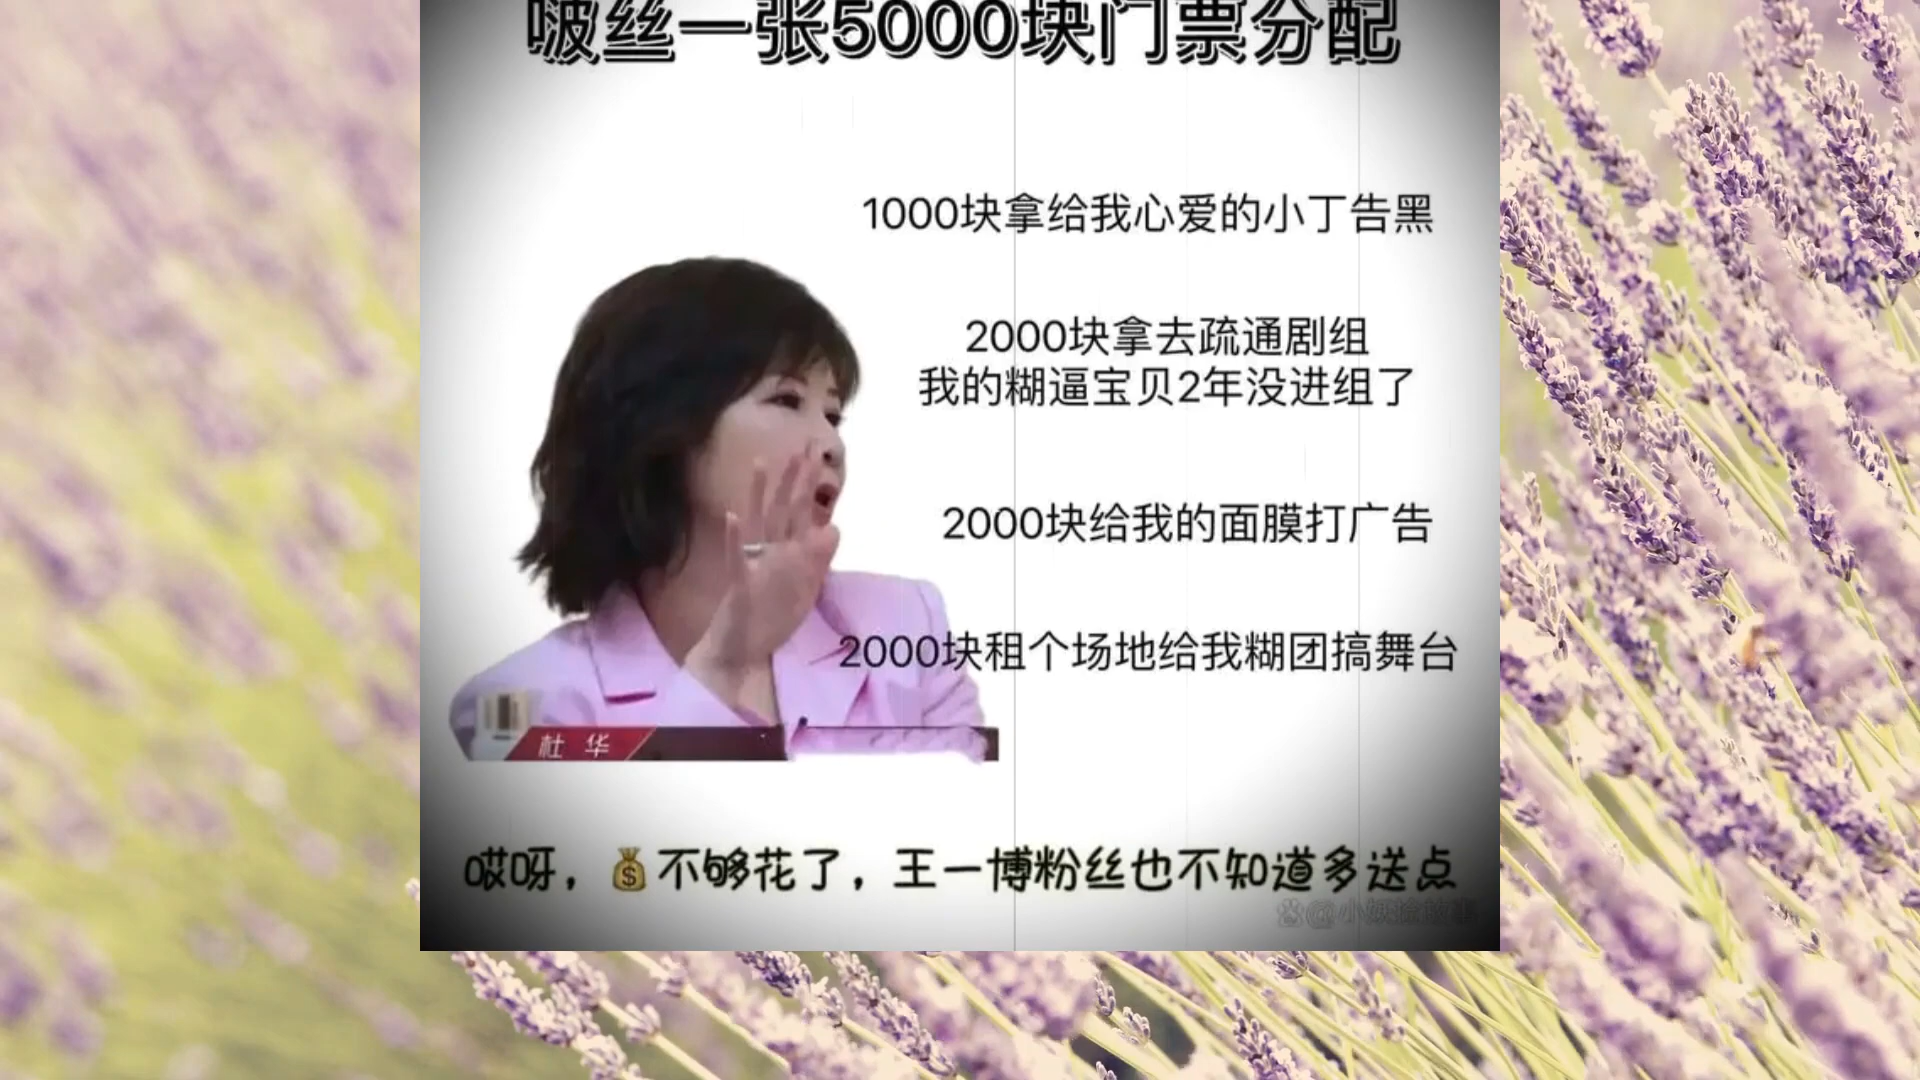 啵丝一张5000块门票分配
1000块拿给我心爱的小丁告黑
2000块拿去疏通剧组
我的糊逼宝贝2年没进组了
2000块给我的面膜打广告
2000块租个场地给我糊团搞舞台
杜华
哎呀，💰不够花了，王一博粉丝也不知道多送点